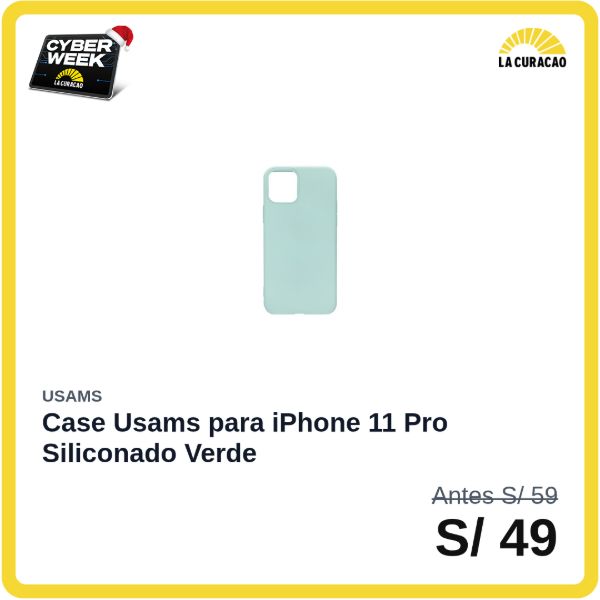 CYBER
WEEK
LA CURACAO
LA CURACAO
USAMS
Case Usams para iPhone 11 Pro
Siliconado Verde
Antes S/ 59
S/ 49